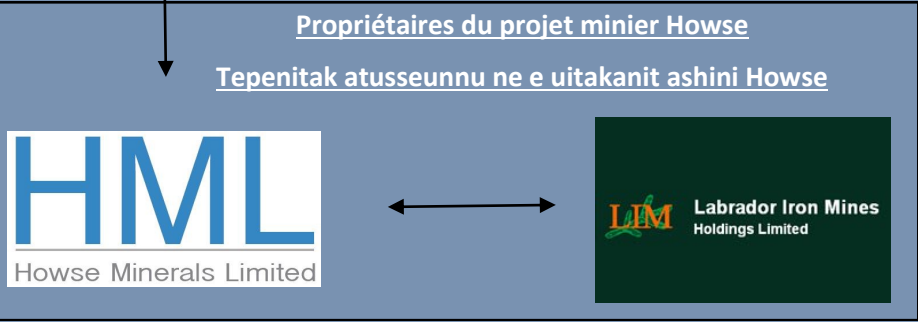 Propriétaires du projet minier Howse
Tepenitak atusseunnu ne e uitakanit ashini Howse
HML
Howse Minerals Limited
LIM
Labrador Iron Mines
Holdings Limited